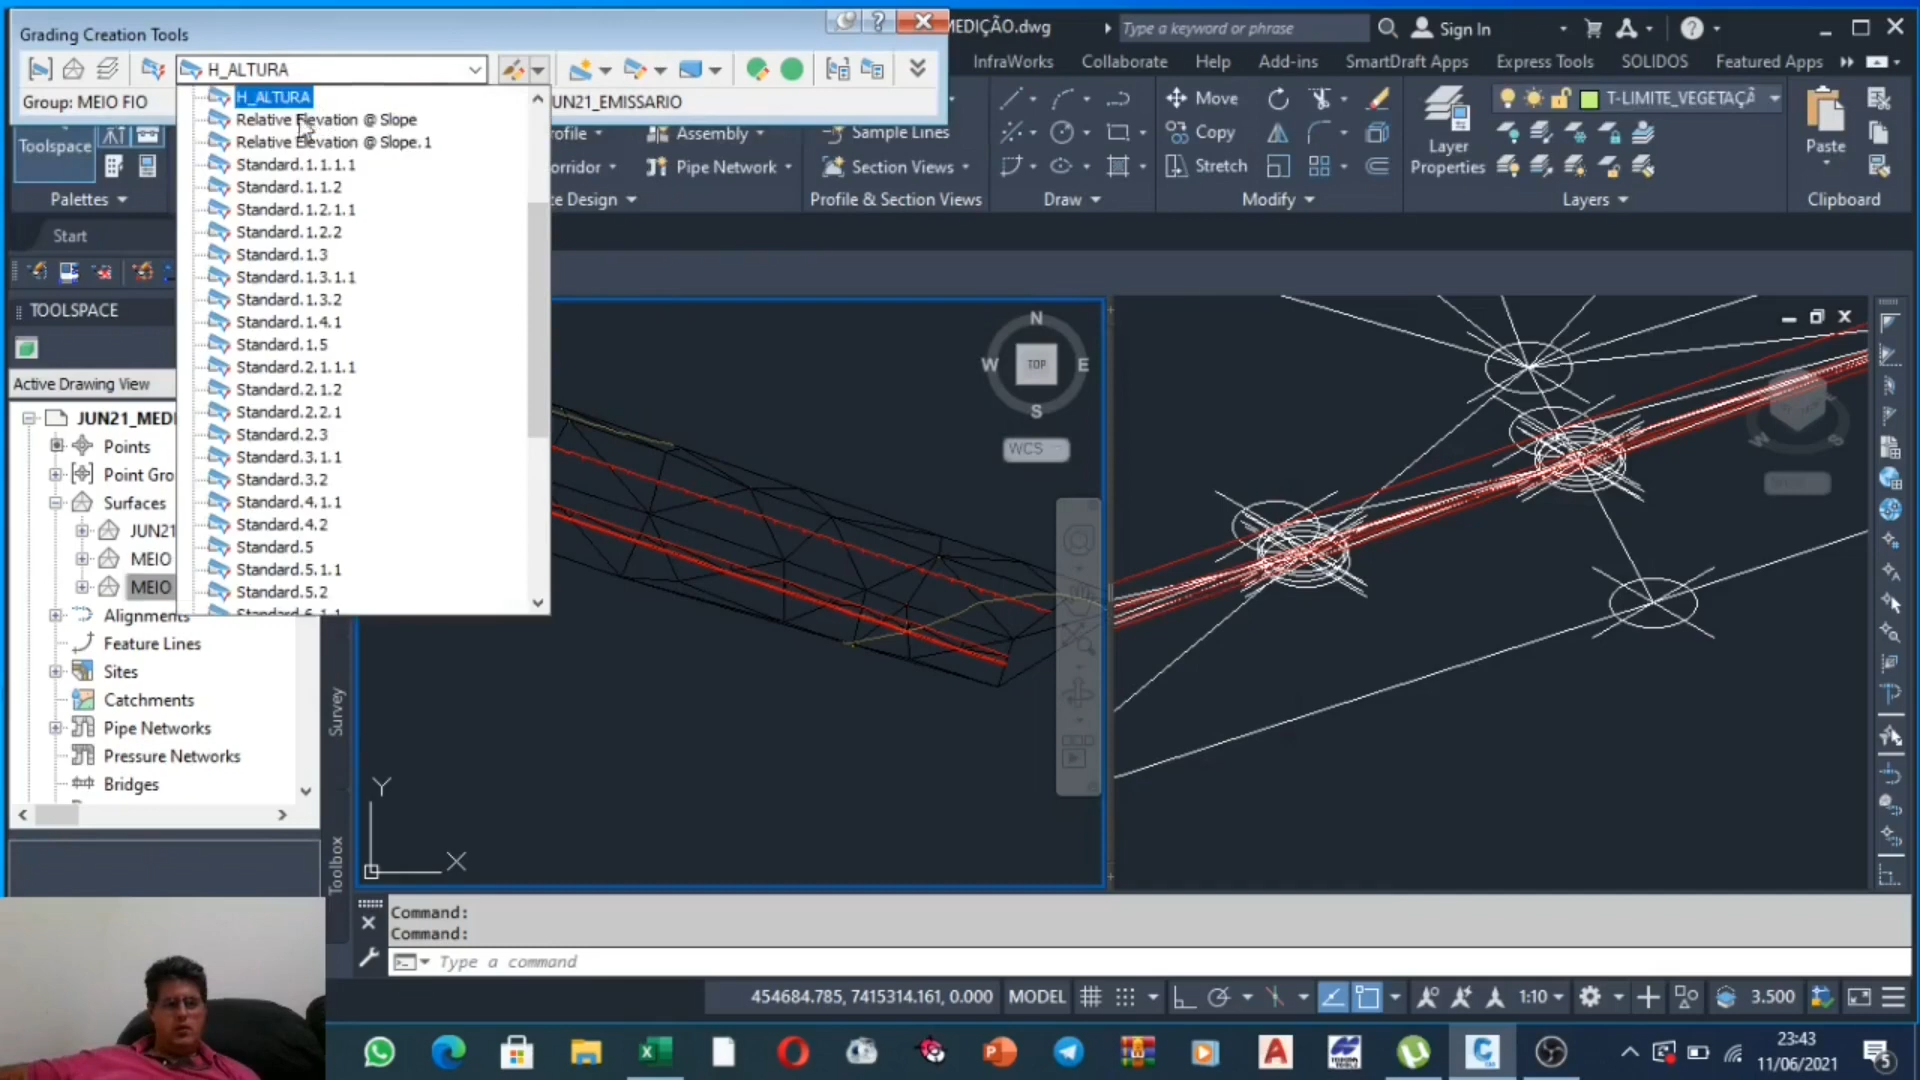 Grading Creation Tools
MEDIÇÃO.dwg
Type a keyword or phrase
Sign In
H_ALTURA
InfraWorks
Collaborate
Help
Add-ins
SmartDraft Apps
Express Tools
SOLIDOS
Featured Apps
Group: MEIO FIO
JUN21_EMISSARIO
T-LIMITE_VEGETAÇÃ
Move
Copy
Stretch
Layer
Properties
Paste
Toolspace
Palettes
Assembly
Pipe Network
Sample Lines
Section Views
Profile & Section Views
Draw
Modify
Layers
Clipboard
Start
H_ALTURA
Relative Elevation @ Slope
Relative Elevation @ Slope.1
Standard.1.1.1.1
Standard.1.1.2
Standard.1.2.1.1
Standard.1.2.2
Standard.1.3
Standard.1.3.1.1
Standard.1.3.2
Standard.1.4.1
Standard.1.5
Standard.2.1.1.1
Standard.2.1.2
Standard.2.2.1
Standard.2.3
Standard.3.1.1
Standard.3.2
Standard.4.1.1
Standard.4.2
Standard.5
Standard.5.1.1
Standard.5.2
Standard.6.1.1
TOOLSPACE
Active Drawing View
JUN21_MEDI
Points
Point Gro
Surfaces
JUN21
MEIO
MEIO
Alignments
Feature Lines
Sites
Catchments
Pipe Networks
Pressure Networks
Bridges
Survey
Toolbox
N
W
TOP
E
S
WCS
Y
X
Command:
Command:
Type a command
454684.785, 7415314.161, 0.000
MODEL
1:10
3.500
23:43
11/06/2021
5